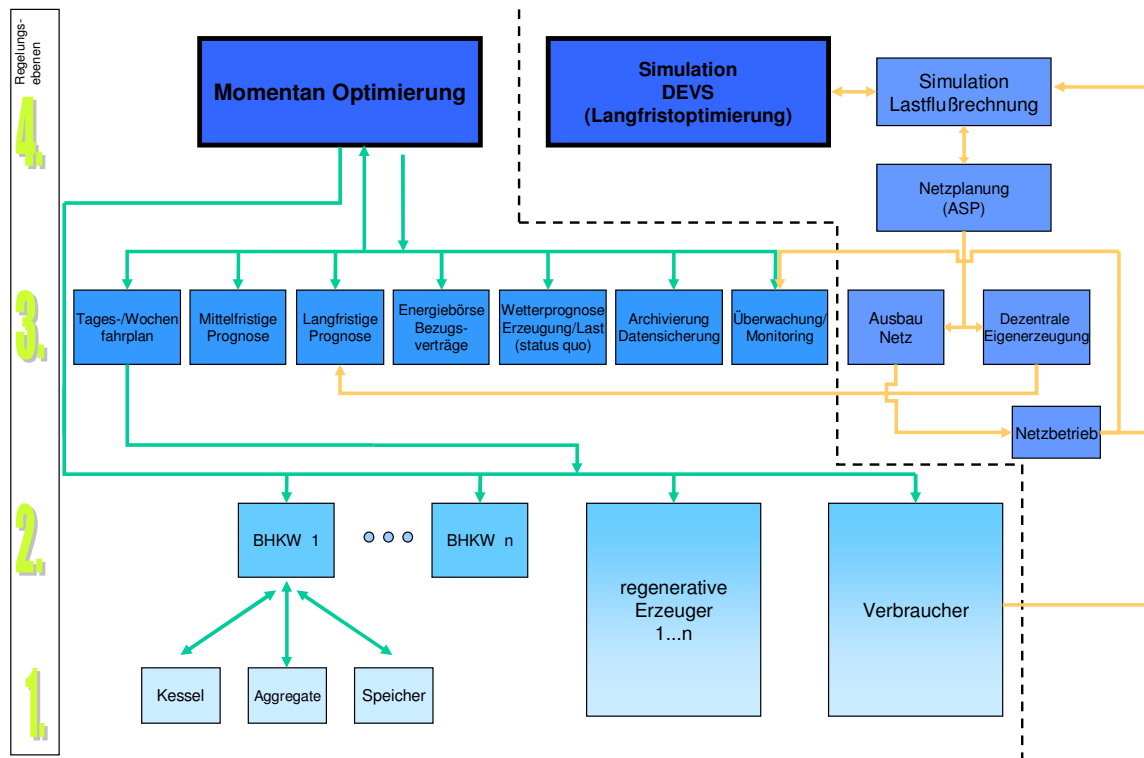 Regelungs-
ebenen
4.
Momentan Optimierung
Simulation
DEVS
(Langfristoptimierung)
Simulation
Lastflußrechnung
Netzplanung
(ASP)
3.
Tages-/Wochen
fahrplan
Mittelfristige
Prognose
Langfristige
Prognose
Energiebörse
Bezugs-
verträge
Wetterprognose
Erzeugung/Last
(status quo)
Archivierung
Datensicherung
Überwachung/
Monitoring
Ausbau
Netz
Dezentrale
Eigenerzeugung
Netzbetrieb
2.
BHKW 1
BHKW n
regenerative
Erzeuger
1...n
Verbraucher
1.
Kessel
Aggregate
Speicher